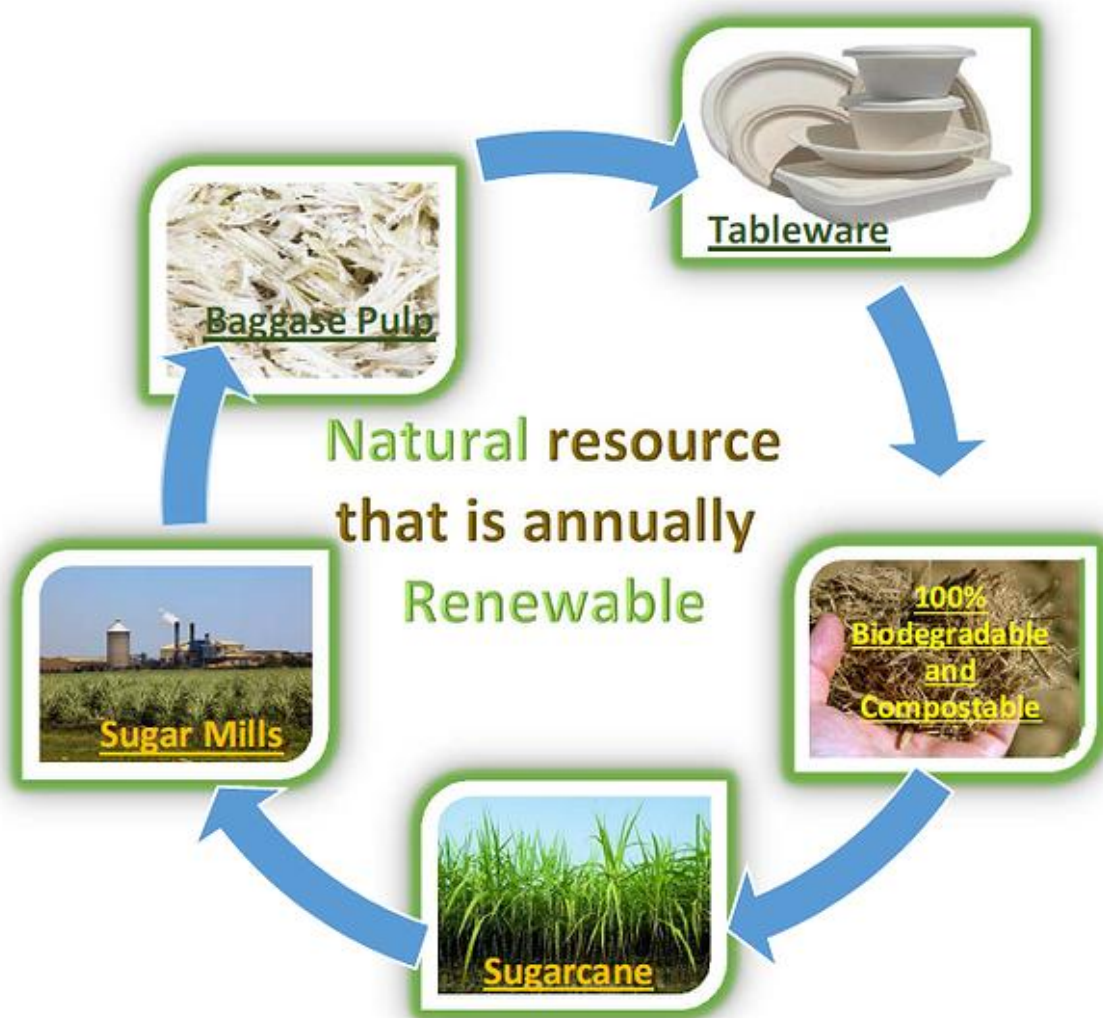 Tableware
Baggase Pulp
Natural resource
that is annually
Renewable
100%
Biodegradable
and
Compostable
Sugar Mills
Sugarcane